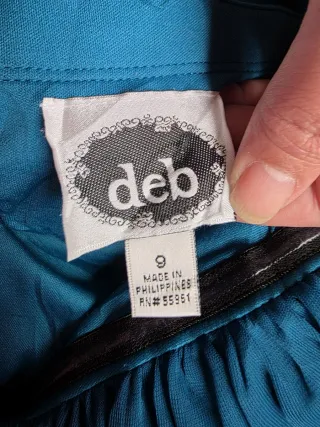 deb
9
MADE IN
PHILIPPINES
RN# 55961